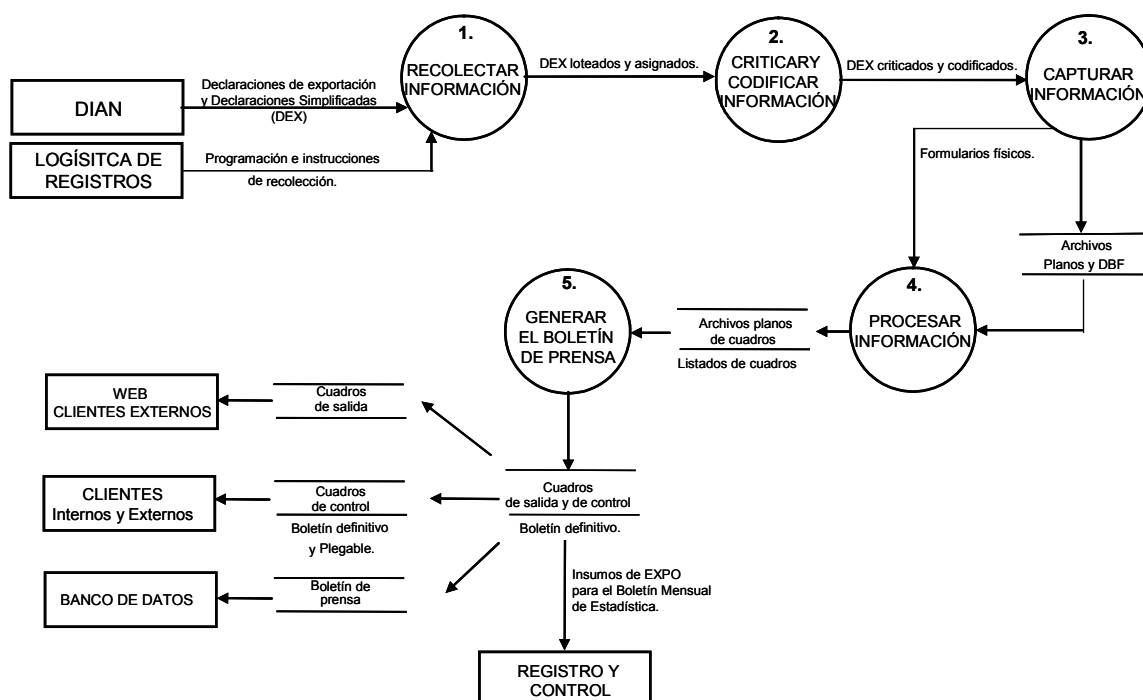 1.
RECOLECTAR
INFORMACIÓN
DEX loteados y asignados.
2.
CRITICARY
CODIFICAR
INFORMACIÓN
DEX criticados y codificados.
3.
CAPTURAR
INFORMACIÓN
DIAN
Declaraciones de exportación
y Declaraciones Simplificadas
(DEX)
LOGÍSITCA DE
REGISTROS
Programación e instrucciones
de recolección.
Formularios físicos.
Archivos
Planos y DBF
4.
PROCESAR
INFORMACIÓN
Archivos planos
de cuadros
Listados de cuadros
5.
GENERAR
EL BOLETÍN
DE PRENSA
WEB
CLIENTES EXTERNOS
Cuadros
de salida
CLIENTES
Internos y Externos
Cuadros
de control
Boletín definitivo
y Plegable.
Cuadros
de salida y de control
Boletín definitivo.
BANCO DE DATOS
Boletín de
prensa
Insumos de EXPO
para el Boletín Mensual
de Estadística.
REGISTRO Y
CONTROL